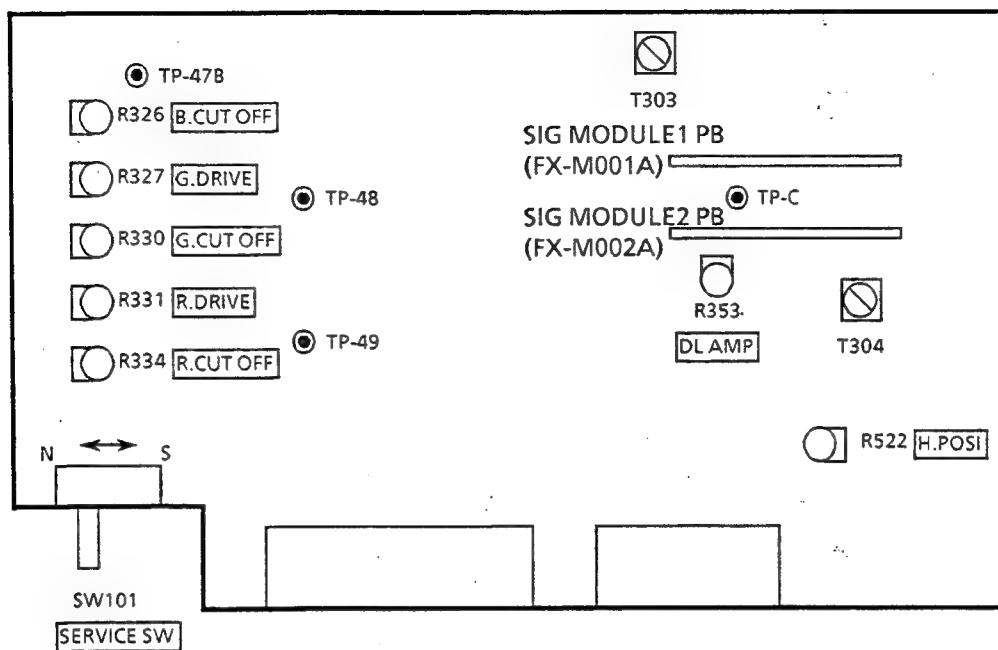 TP-47B
R326 B.CUT OFF
R327 G.DRIVE
TP-48
R330 G.CUT OFF
R331 R.DRIVE
TP-49
R334 R.CUT OFF
T303
SIG MODULE1 PB
(FX-M001A)
TP-C
SIG MODULE2 PB
(FX-M002A)
R353
DL AMP
T304
R522 H.POSI
N S
SW101
SERVICE SW